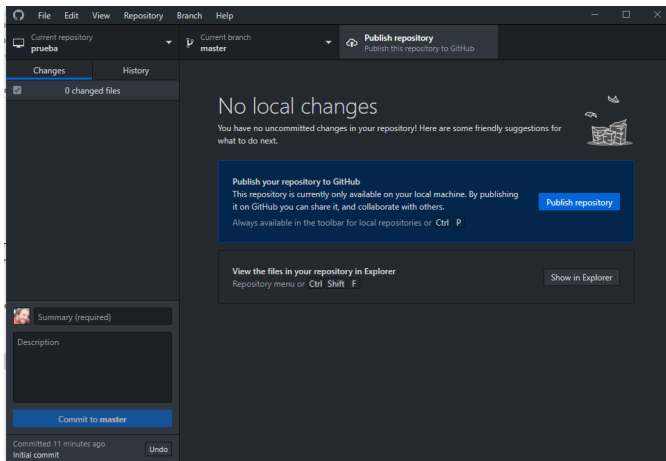 File Edit View Repository Branch Help
Current repository
prueba
Current branch
master
Publish repository
Publish this repository to GitHub
Changes History
0 changed files
No local changes
You have no uncommitted changes in your repository! Here are some friendly suggestions for
what to do next.
Publish your repository to GitHub
This repository is currently only available on your local machine. By publishing
it on GitHub you can share it, and collaborate with others.
Always available in the toolbar for local repositories or Ctrl P
Publish repository
View the files in your repository in Explorer
Repository menu or Ctrl Shift F
Show in Explorer
Summary (required)
Description
Commit to master
Committed 11 minutes ago
Initial commit
Undo